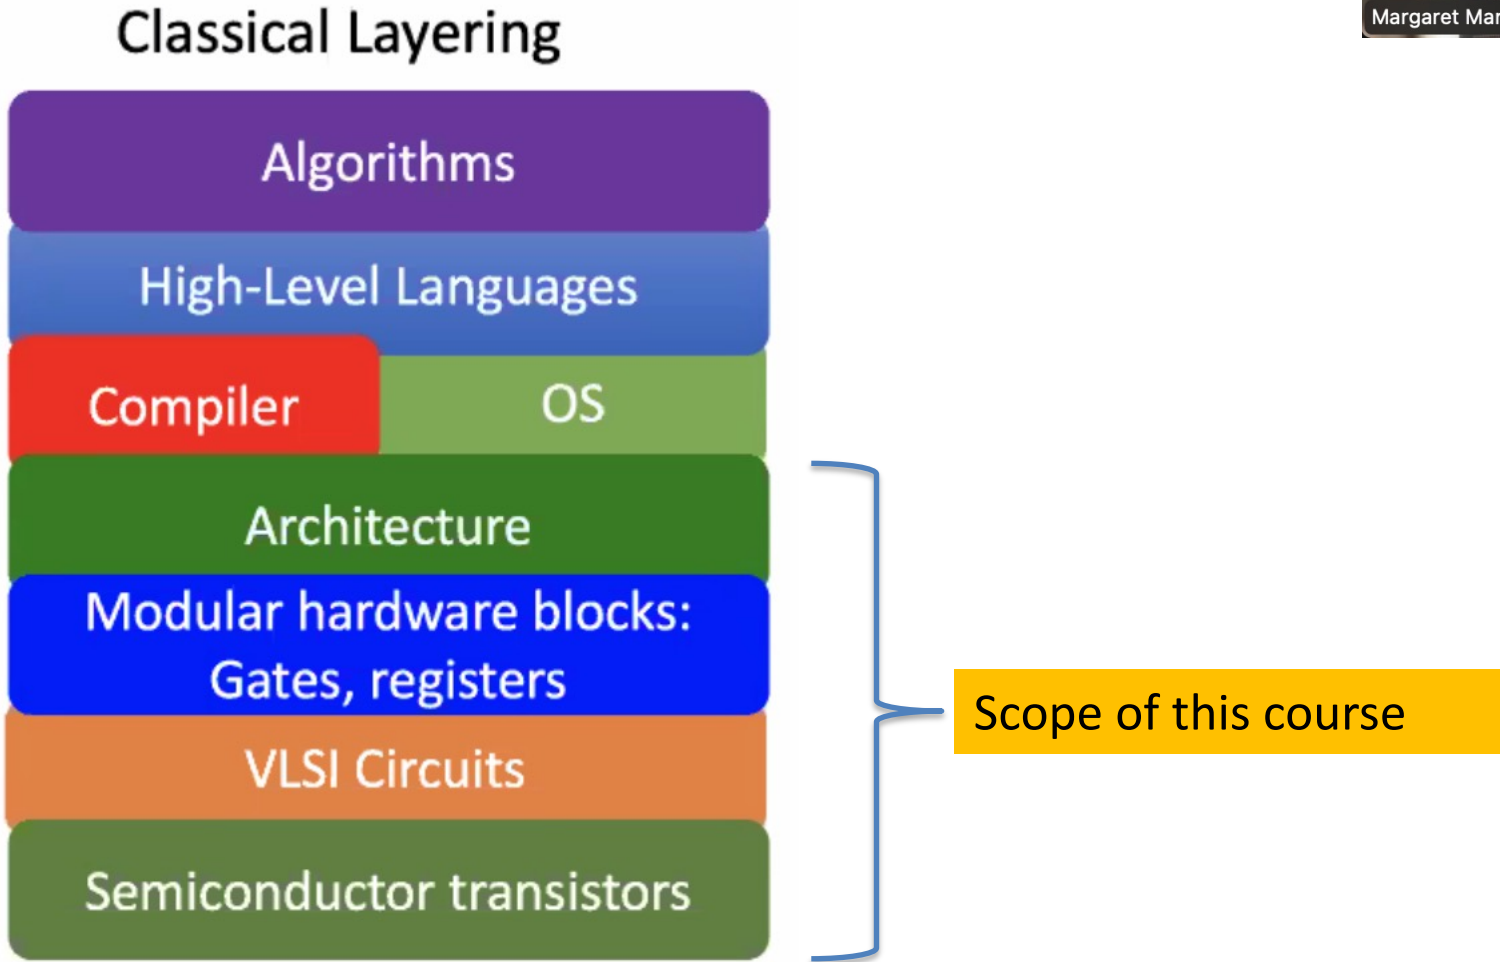 Classical Layering
Margaret
Algorithms
High-Level Languages
Compiler
OS
Architecture
Modular hardware blocks:
Gates, registers
VLSI Circuits
Semiconductor transistors
Scope of this course